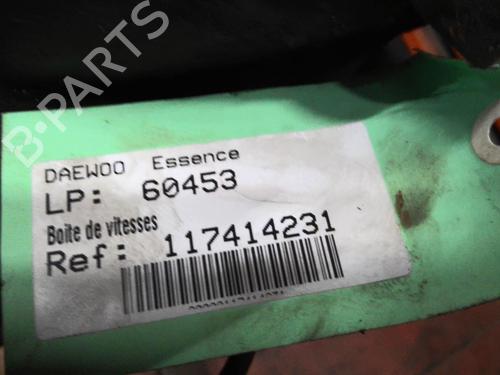 B-PARTS
DAEWOO Essence
LP: 60453
Boite de vitesses
Ref: 117414231